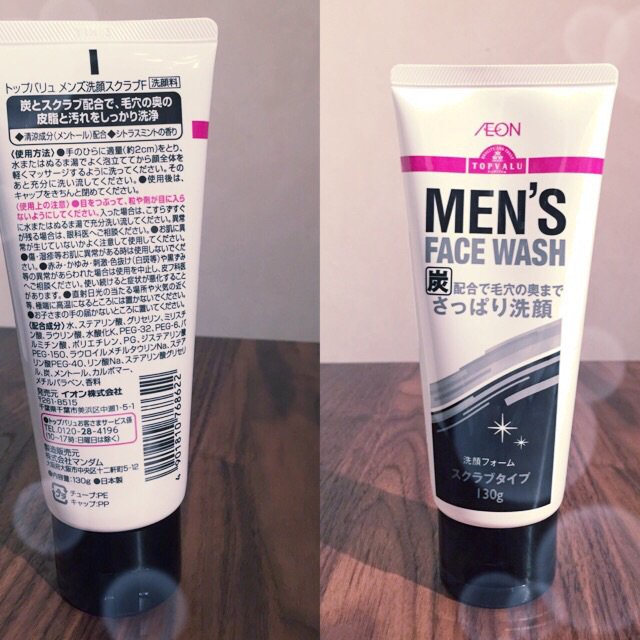 トップバリュ メンズ洗顔スクラブF 洗顔料
炭とスクラブ配合で、毛穴の奥の
皮脂と汚れをしっかり洗浄
◆清涼成分(メントール)配合◆シトラスミントの香り
〈使用方法〉●手のひらに適量(約2cm)をとり、
水またはぬるま湯でよく泡立ててから顔全体を
軽くマッサージするように洗ってください。その
あと充分に洗い流してください。●使用後は、
キャップをきちんと閉めてください。
〈使用上の注意〉●目をつぶって、粒や剤が目に入ら
ないようにしてください。入った場合は、こすらずすぐ
に水またはぬるま湯で充分洗い流してください。異常
が残る場合は、眼科医へご相談ください。●お肌に異
常が生じていないかよく注意して使用してください。
●傷・湿疹等お肌に異常がある時は使用しないでくだ
さい。●赤み・かゆみ・刺激・色抜け(白斑等)や黒ずみ
等の異常があらわれた場合は使用を中止し、皮フ科医
へご相談ください。使い続けると症状が悪化すること
があります。●直射日光の当たる場所や火気の近く
等、極端に高温になるところには置かないでください。
●お子さまの手の届かないところに置いてください。
〈配合成分〉水、ステアリン酸、グリセリン、ミリスチ
ン酸、ラウリン酸、水酸化K、PEG-32、PEG-6、パ
ルミチン酸、ポリエチレン、PG、ジステアリン酸
PEG-150、ラウロイルメチルタウリンNa、ステアリ
ン酸PEG-40、リン酸Na、ステアリン酸グリセリ
ル、炭、メントール、カルボマー、
メチルパラベン、香料
発売元 イオン株式会社
〒261-8515
千葉県千葉市美浜区中瀬1-5-1
●トップバリュお客さまサービス係
TEL.0120-28-4196
(10~17時:日曜日は除く)
製造販売元
株式会社マンダム
大阪府大阪市中央区十二軒町5-12
●130g ●日本製
チューブ:PE
キャップ:PP
4901810768622
ÆON
TOPVALU
MEN'S
FACE WASH
炭配合で毛穴の奥まで
さっぱり洗顔
洗顔フォーム
スクラブタイプ
130g